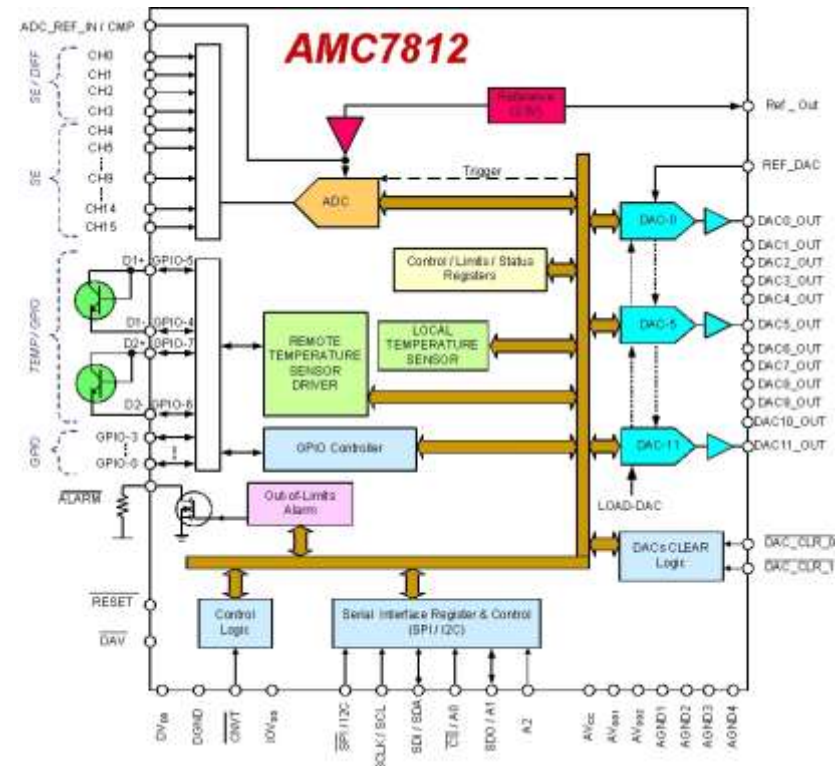 ADC_REF_IN / CMP
AMC7812
SE / DIFF
CH0
CH1
CH2
CH3
SE
CH4
CH5
CH9
CH14
CH15
Reference
Ref_Out
REF_DAC
Trigger
ADC
DAC-0
DAC0_OUT
DAC1_OUT
DAC2_OUT
DAC3_OUT
DAC4_OUT
DAC-5
DAC5_OUT
DAC6_OUT
DAC7_OUT
DAC8_OUT
DAC9_OUT
DAC10_OUT
DAC-11
DAC11_OUT
LOAD-DAC
Control / Limits / Status
Registers
TEMP / GPIO
D1+
GPIO-5
D1-
GPIO-4
D2+
GPIO-7
D2-
GPIO-6
REMOTE
TEMPERATURE
SENSOR
DRIVER
LOCAL
TEMPERATURE
SENSOR
GPIO
GPIO-3
GPIO-0
GPIO Controller
ALARM
Out-of-Limits
Alarm
DACs CLEAR
Logic
DAC_CLR_0
DAC_CLR_1
RESET
DAV
Control
Logic
Serial Interface Register & Control
(SPI / I2C)
DGND
CNVT
SPI / I2C
SCLK / SCL
SDI / SDA
CS / A0
SDO / A1
A2
AVCC
AGND1
AGND2
AGND3
AGND4